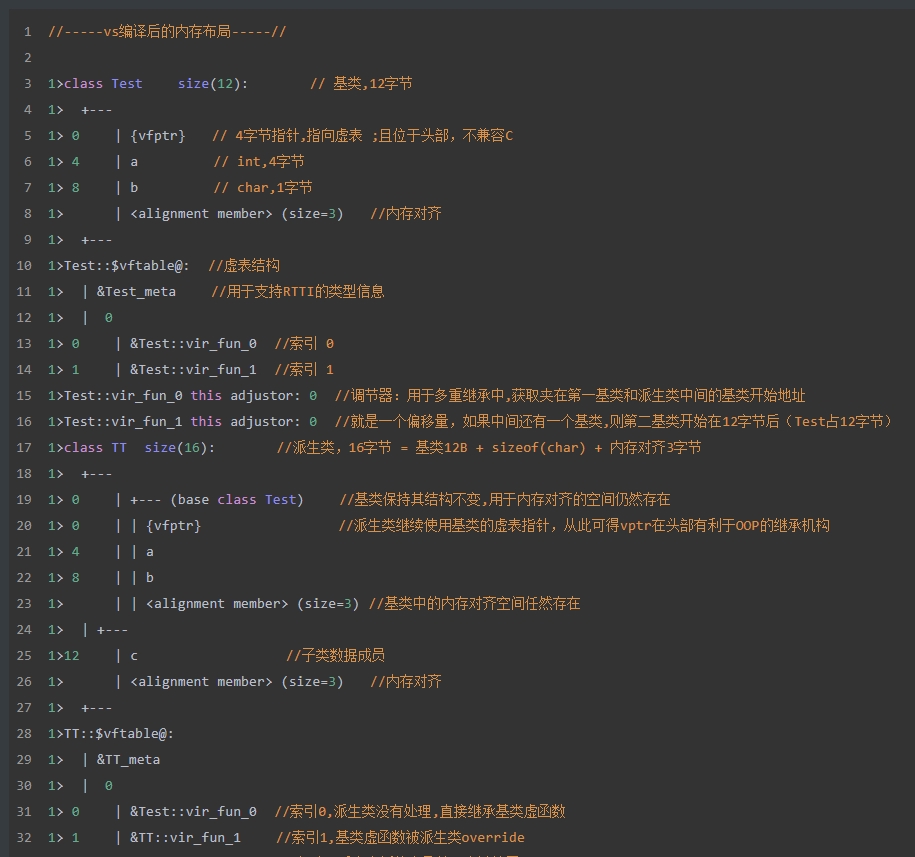 1 //-----vs编译后的内存布局-----//
2
3 1>class Test size(12): // 基类,12字节
4 1> +---
5 1> 0 | {vfptr} // 4字节指针,指向虚表 ;且位于头部, 不兼容C
6 1> 4 | a // int,4字节
7 1> 8 | b // char,1字节
8 1> | <alignment member> (size=3) //内存对齐
9 1> +---
10 1>Test::$vftable@: //虚表结构
11 1> | &Test_meta //用于支持RTTI的类型信息
12 1> | 0
13 1> 0 | &Test::vir_fun_0 //索引 0
14 1> 1 | &Test::vir_fun_1 //索引 1
15 1>Test::vir_fun_0 this adjustor: 0 //调节器: 用于多重继承中,获取夹在第一基类和派生类中间的基类开始地址
16 1>Test::vir_fun_1 this adjustor: 0 //就是一个偏移量, 如果中间还有一个基类,则第二基类开始在12字节后（Test占12字节）
17 1>class TT size(16): //派生类, 16字节 = 基类12B + sizeof(char) + 内存对齐3字节
18 1> +---
19 1> 0 | +--- (base class Test) //基类保持其结构不变,用于内存对齐的空间仍然存在
20 1> 0 | | {vfptr} //派生类继续使用基类的虚表指针, 从此可得vptr在头部有利于OOP的继承机构
21 1> 4 | | a
22 1> 8 | | b
23 1> | | <alignment member> (size=3) //基类中的内存对齐空间任然存在
24 1> | +---
25 1>12 | c //子类数据成员
26 1> | <alignment member> (size=3) //内存对齐
27 1> +---
28 1>TT::$vftable@:
29 1> | &TT_meta
30 1> | 0
31 1> 0 | &Test::vir_fun_0 //索引0,派生类没有处理,直接继承基类虚函数
32 1> 1 | &TT::vir_fun_1 //索引1,基类虚函数被派生类override